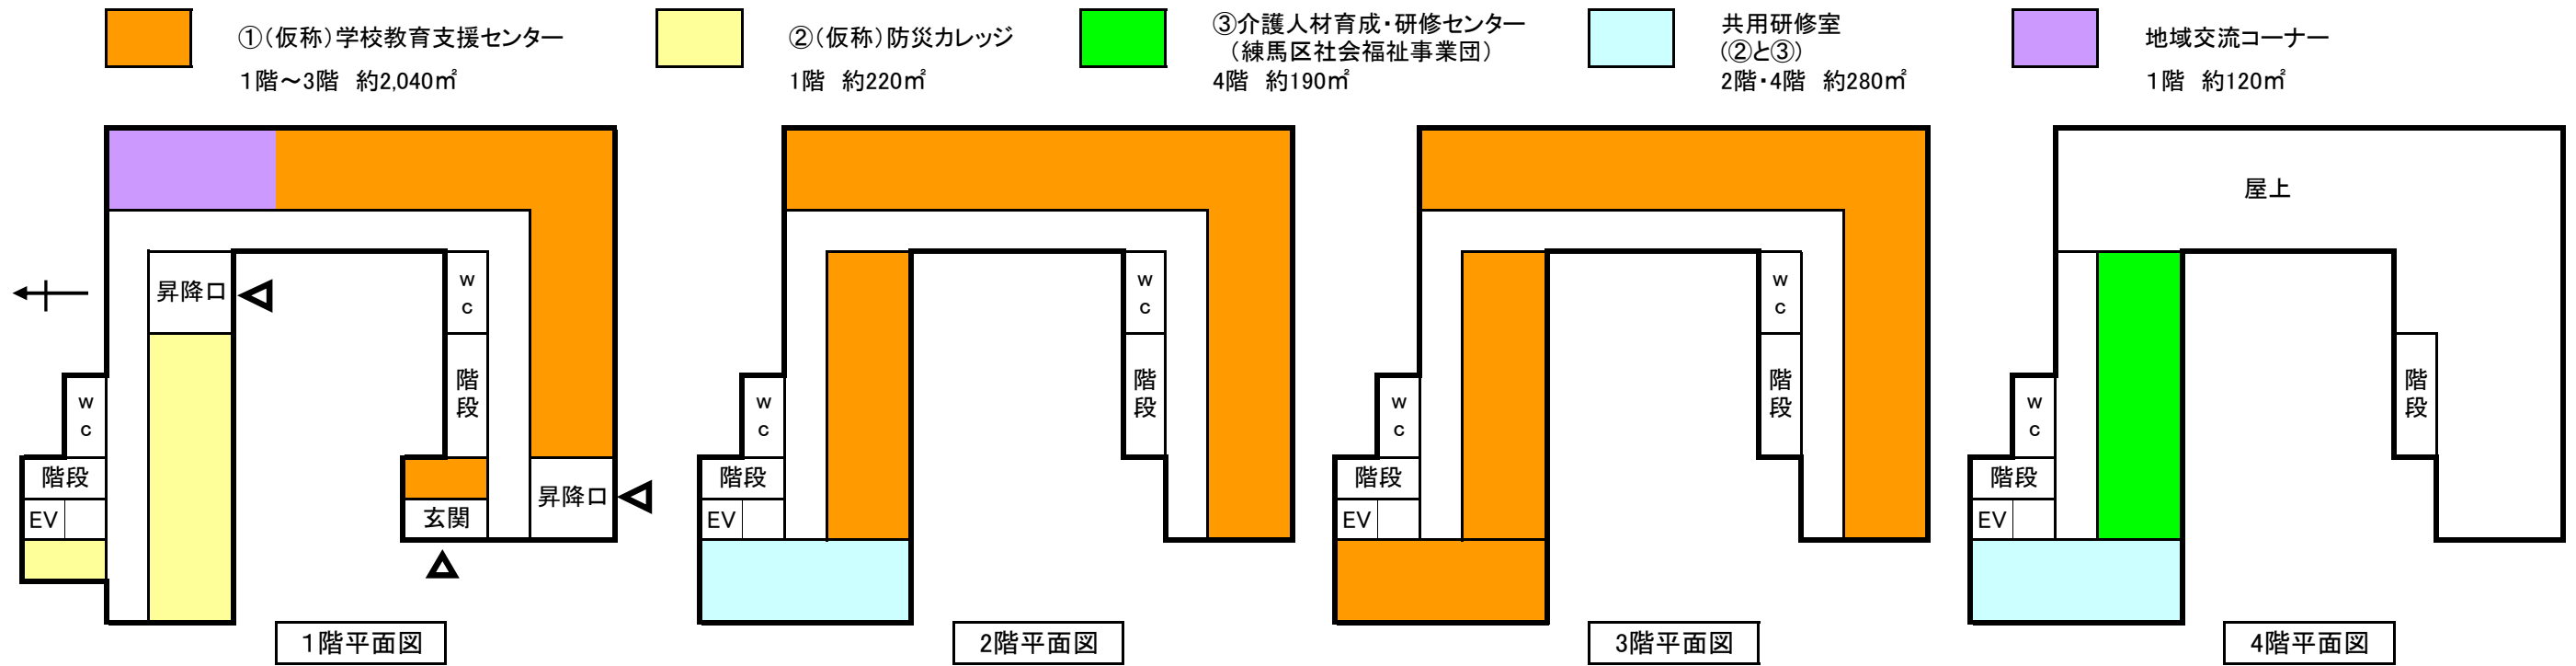 ①(仮称)学校教育支援センター
1階～3階 約2,040㎡
②(仮称)防災カレッジ
1階 約220㎡
③介護人材育成・研修センター
(練馬区社会福祉事業団)
4階 約190㎡
共用研修室
(②と③)
2階・4階 約280㎡
地域交流コーナー
1階 約120㎡
昇降口
wc
階段
wc
階段
EV
玄関
昇降口
1階平面図
wc
階段
wc
階段
EV
2階平面図
wc
階段
wc
階段
EV
3階平面図
屋上
階段
wc
階段
EV
4階平面図